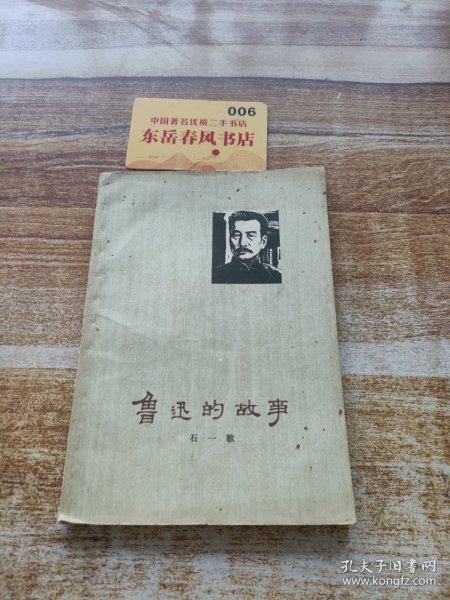 006
中国著名优质二手书店
东岳春风书店
鲁迅的故事
石一歌
孔夫子旧书网
www.kongfz.com